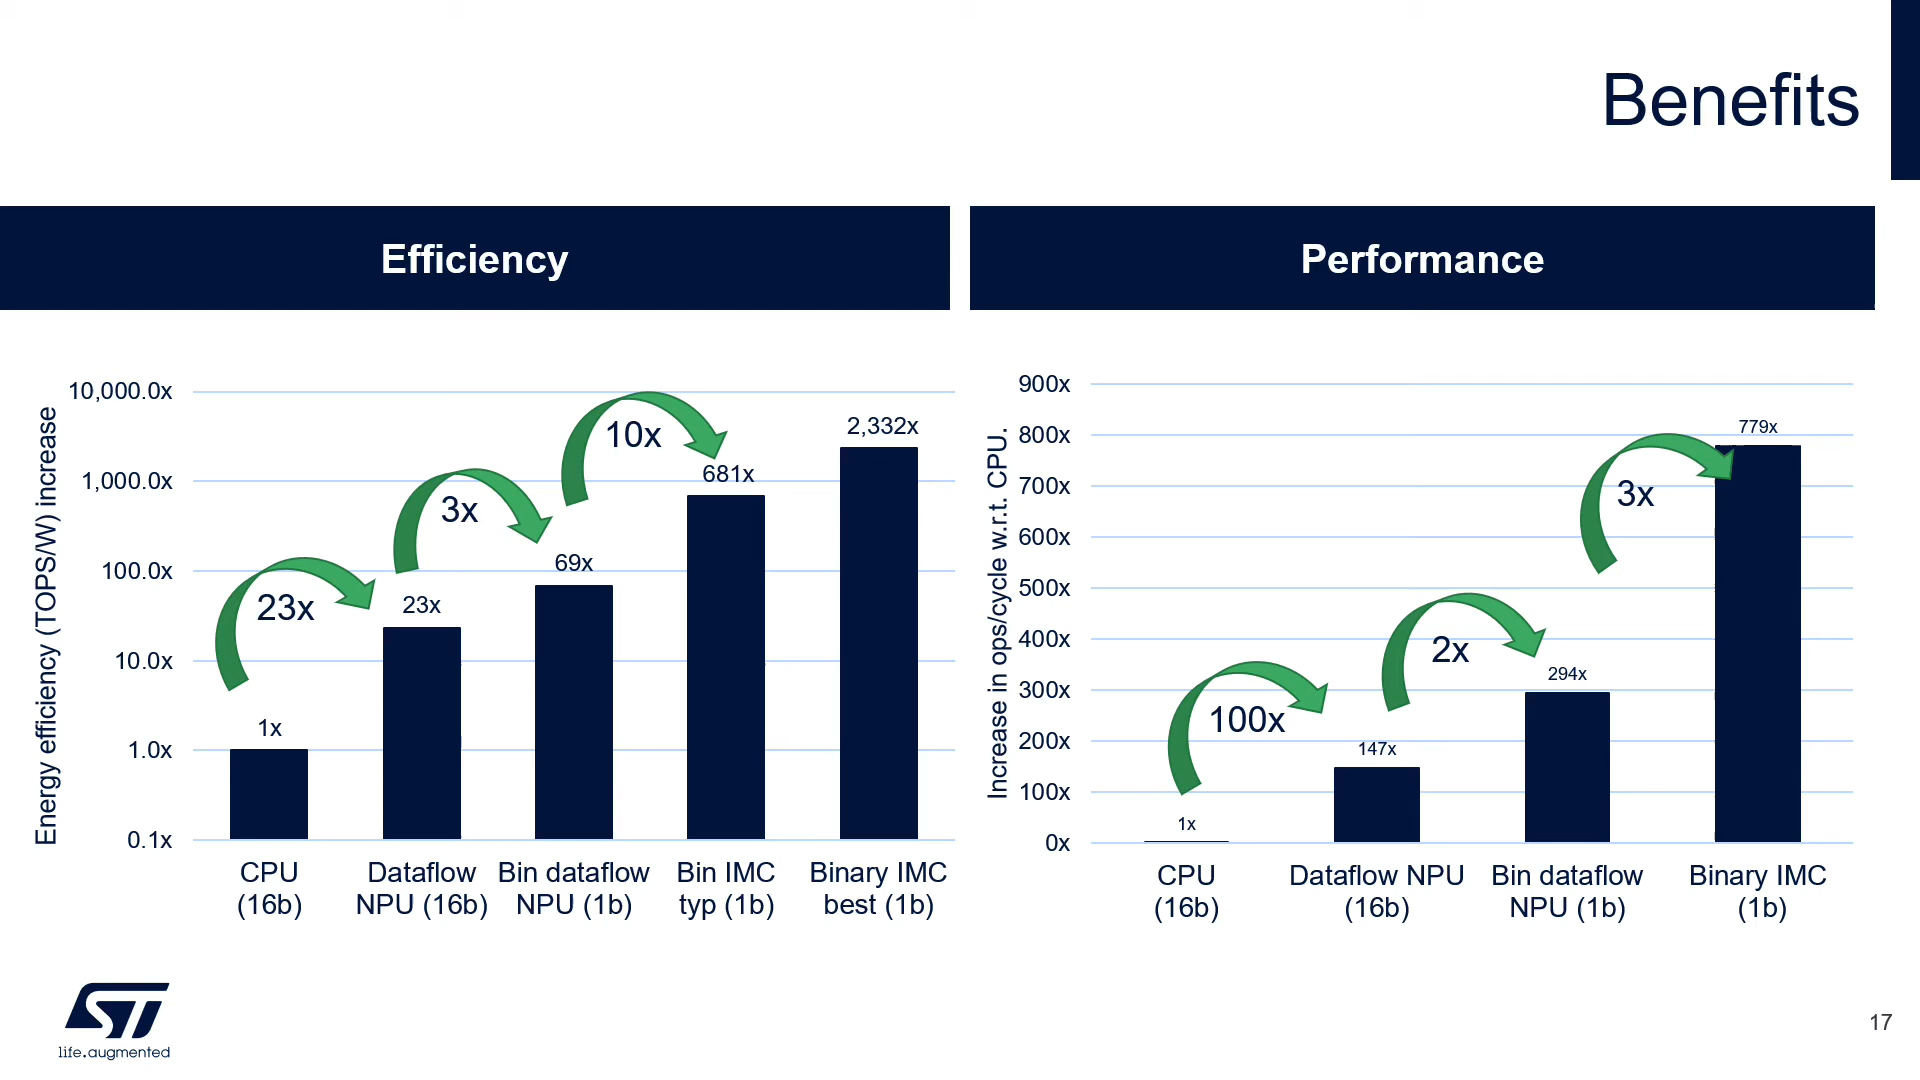 Benefits
Efficiency
Performance
Energy efficiency (TOPS/W) increase
10,000.0x
1,000.0x
100.0x
10.0x
1.0x
0.1x
23x
3x
10x
1x
23x
69x
681x
2,332x
CPU
(16b)
Dataflow
NPU (16b)
Bin dataflow
NPU (1b)
Bin IMC
typ (1b)
Binary IMC
best (1b)
Increase in ops/cycle w.r.t. CPU.
900x
800x
700x
600x
500x
400x
300x
200x
100x
0x
100x
2x
3x
1x
147x
294x
779x
CPU
(16b)
Dataflow NPU
(16b)
Bin dataflow
NPU (1b)
Binary IMC
(1b)
ST
life.augmented
17